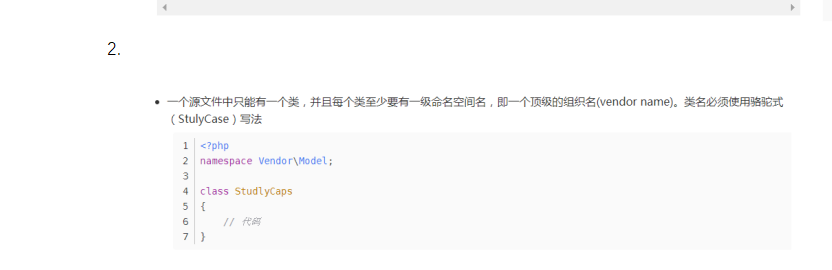 2.
• 一个源文件中只能有一个类，并且每个类至少要有一级命名空间名，即一个顶级的组织名(vendor name)。类名必须使用骆驼式
（StulyCase）写法
1 <?php
2 namespace Vendor\Model;
3
4 class StudlyCaps
5 {
6     // 代码
7 }